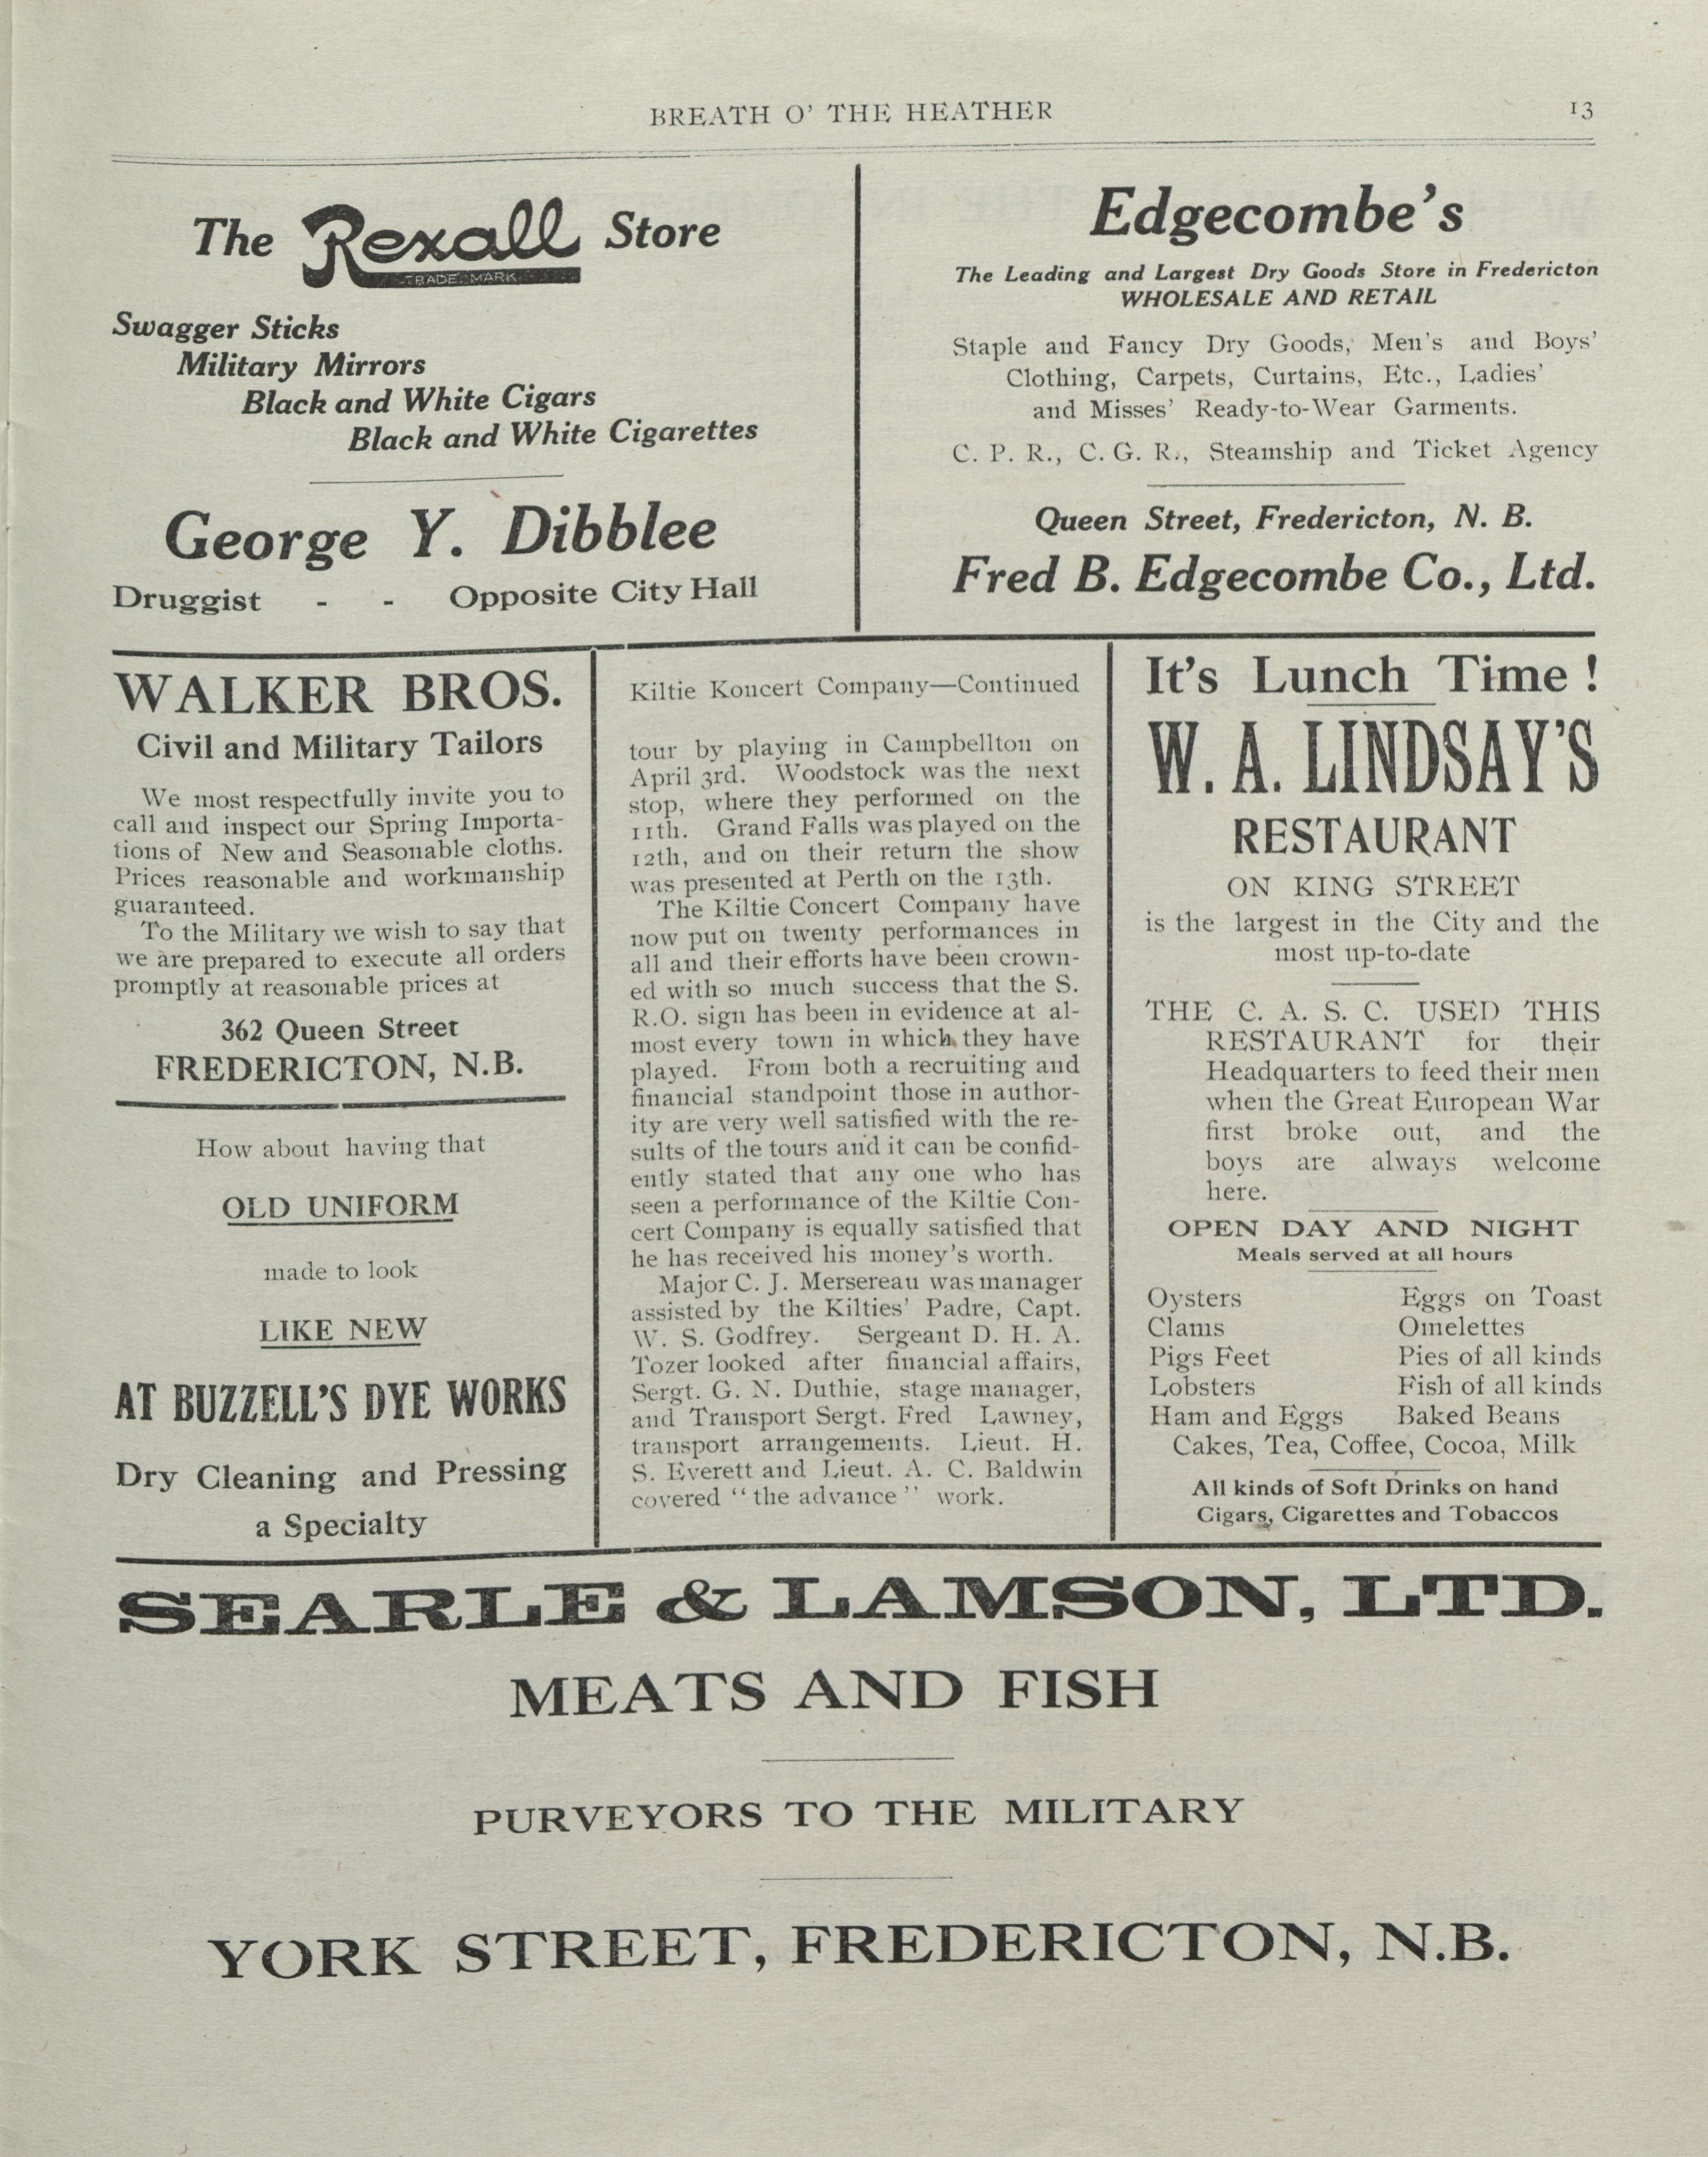 BREATH O' THE HEATHER
13
The Rexall Store
TRADE MARK
Swagger Sticks
Military Mirrors
Black and White Cigars
Black and White Cigarettes
George Y. Dibblee
Druggist - - Opposite City Hall
Edgecombe's
The Leading and Largest Dry Goods Store in Fredericton
WHOLESALE AND RETAIL
Staple and Fancy Dry Goods, Men's and Boys'
Clothing, Carpets, Curtains, Etc., Ladies'
and Misses' Ready-to-Wear Garments.
C. P. R., C. G. R., Steamship and Ticket Agency
Queen Street, Fredericton, N. B.
Fred B. Edgecombe Co., Ltd.
WALKER BROS.
Civil and Military Tailors
We most respectfully invite you to
call and inspect our Spring Importa-
tions of New and Seasonable cloths.
Prices reasonable and workmanship
guaranteed.
To the Military we wish to say that
we are prepared to execute all orders
promptly at reasonable prices at
362 Queen Street
FREDERICTON, N.B.
How about having that
OLD UNIFORM
made to look
LIKE NEW
AT BUZZELL'S DYE WORKS
Dry Cleaning and Pressing
a Specialty
Kiltie Koncert Company—Continued
tour by playing in Campbellton on
April 3rd. Woodstock was the next
stop, where they performed on the
11th. Grand Falls was played on the
12th, and on their return the show
was presented at Perth on the 13th.
The Kiltie Concert Company have
now put on twenty performances in
all and their efforts have been crown-
ed with so much success that the S.
R.O. sign has been in evidence at al-
most every town in which they have
played. From both a recruiting and
financial standpoint those in author-
ity are very well satisfied with the re-
sults of the tours and it can be confid-
ently stated that any one who has
seen a performance of the Kiltie Con-
cert Company is equally satisfied that
he has received his money's worth.
Major C. J. Mersereau was manager
assisted by the Kilties' Padre, Capt.
W. S. Godfrey. Sergeant D. H. A.
Tozer looked after financial affairs,
Sergt. G. N. Duthie, stage manager,
and Transport Sergt. Fred Lawney,
transport arrangements. Lieut. H.
S. Everett and Lieut. A. C. Baldwin
covered "the advance" work.
It's Lunch Time !
W. A. LINDSAY'S
RESTAURANT
ON KING STREET
is the largest in the City and the
most up-to-date
THE C. A. S. C. USED THIS
RESTAURANT for their
Headquarters to feed their men
when the Great European War
first broke out, and the
boys are always welcome
here.
OPEN DAY AND NIGHT
Meals served at all hours
Oysters Eggs on Toast
Clams Omelettes
Pigs Feet Pies of all kinds
Lobsters Fish of all kinds
Ham and Eggs Baked Beans
Cakes, Tea, Coffee, Cocoa, Milk
All kinds of Soft Drinks on hand
Cigars, Cigarettes and Tobaccos
SEARLE & LAMSON, LTD.
MEATS AND FISH
PURVEYORS TO THE MILITARY
YORK STREET, FREDERICTON, N.B.